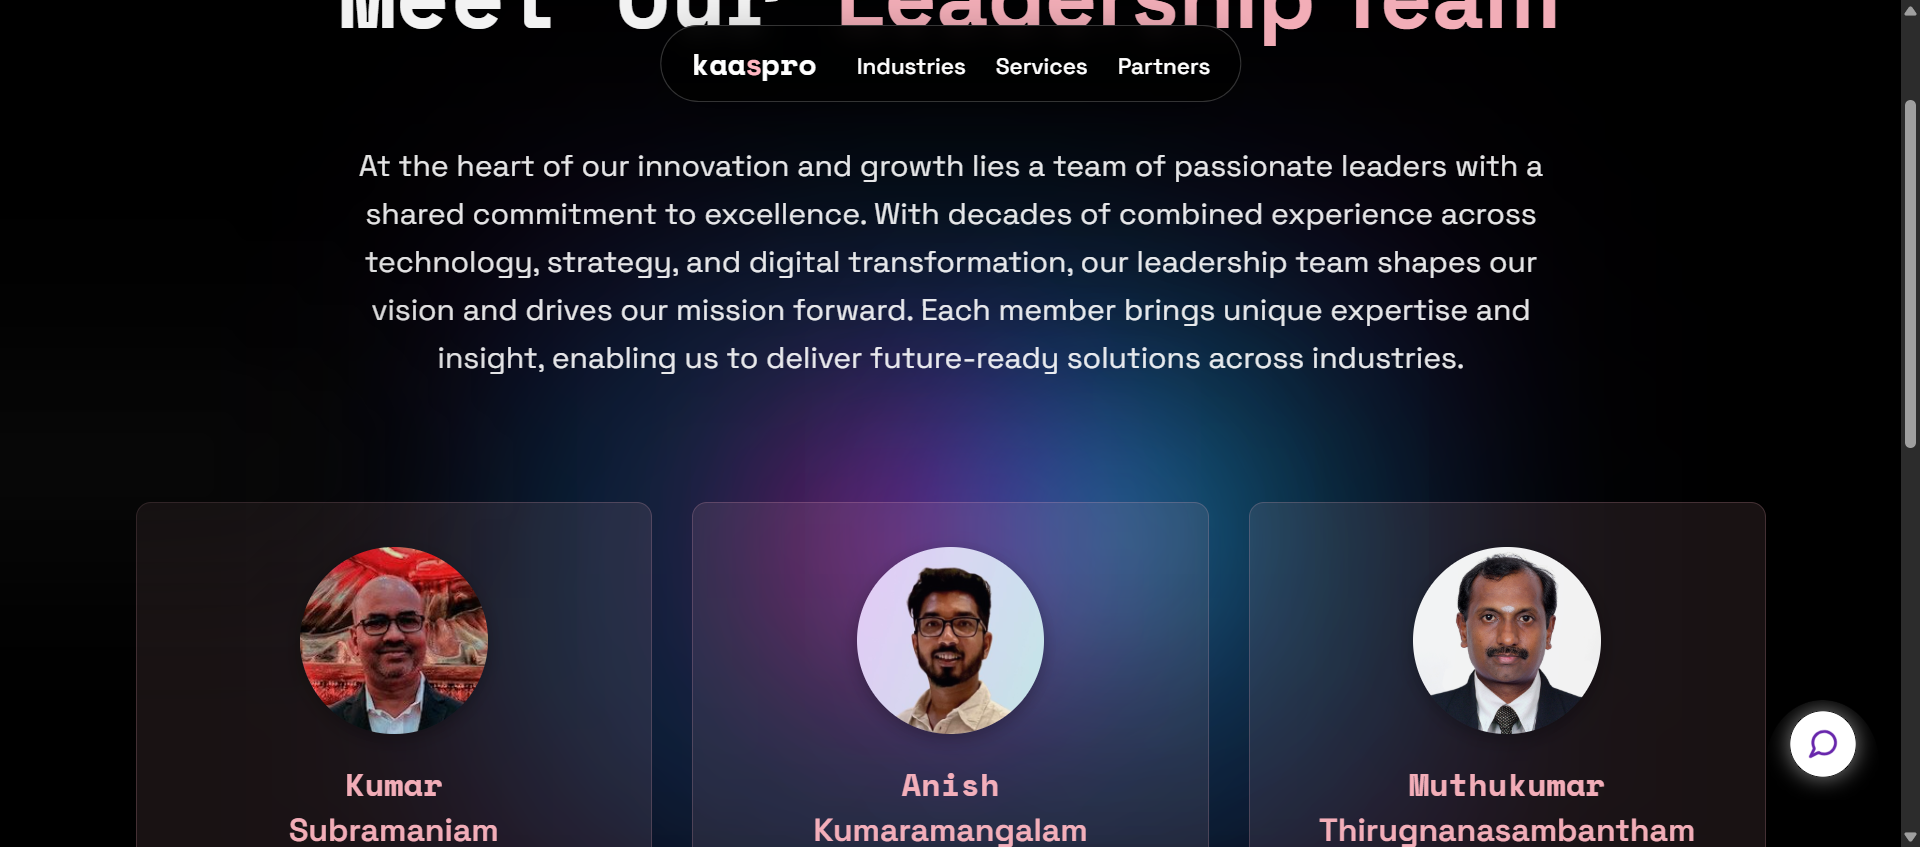 Meet Our Leadership Team
kaaspro Industries Services Partners
At the heart of our innovation and growth lies a team of passionate leaders with a
shared commitment to excellence. With decades of combined experience across
technology, strategy, and digital transformation, our leadership team shapes our
vision and drives our mission forward. Each member brings unique expertise and
insight, enabling us to deliver future-ready solutions across industries.
Kumar
Subramaniam
Anish
Kumaramangalam
Muthukumar
Thirugnanasambantham